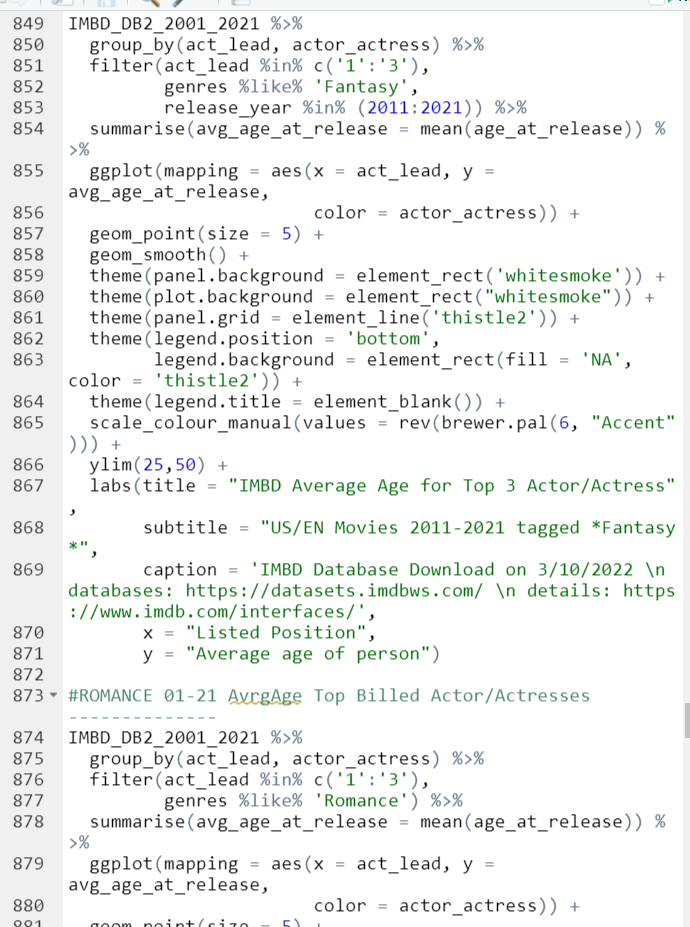 849 IMBD_DB2_2001_2021 %>%
850   group_by(act_lead, actor_actress) %>%
851   filter(act_lead %in% c('1':'3'),
852          genres %like% 'Fantasy',
853          release_year %in% (2011:2021)) %>%
854   summarise(avg_age_at_release = mean(age_at_release)) %
>%
855   ggplot(mapping = aes(x = act_lead, y =
avg_age_at_release,
856                        color = actor_actress)) +
857   geom_point(size = 5) +
858   geom_smooth() +
859   theme(panel.background = element_rect('whitesmoke')) +
860   theme(plot.background = element_rect("whitesmoke")) +
861   theme(panel.grid = element_line('thistle2')) +
862   theme(legend.position = 'bottom',
863         legend.background = element_rect(fill = 'NA',
color = 'thistle2')) +
864   theme(legend.title = element_blank()) +
865   scale_colour_manual(values = rev(brewer.pal(6, "Accent"
))) +
866   ylim(25,50) +
867   labs(title = "IMBD Average Age for Top 3 Actor/Actress"
,
868        subtitle = "US/EN Movies 2011-2021 tagged *Fantasy
*",
869        caption = 'IMBD Database Download on 3/10/2022 \n
databases: https://datasets.imdbws.com/ \n details: https
://www.imdb.com/interfaces/',
870        x = "Listed Position",
871        y = "Average age of person")
872
873 #ROMANCE 01-21 AvrgAge Top Billed Actor/Actresses
--------------
874 IMBD_DB2_2001_2021 %>%
875   group_by(act_lead, actor_actress) %>%
876   filter(act_lead %in% c('1':'3'),
877          genres %like% 'Romance') %>%
878   summarise(avg_age_at_release = mean(age_at_release)) %
>%
879   ggplot(mapping = aes(x = act_lead, y =
avg_age_at_release,
880                        color = actor_actress)) +
881   geom_point(size = 5) +